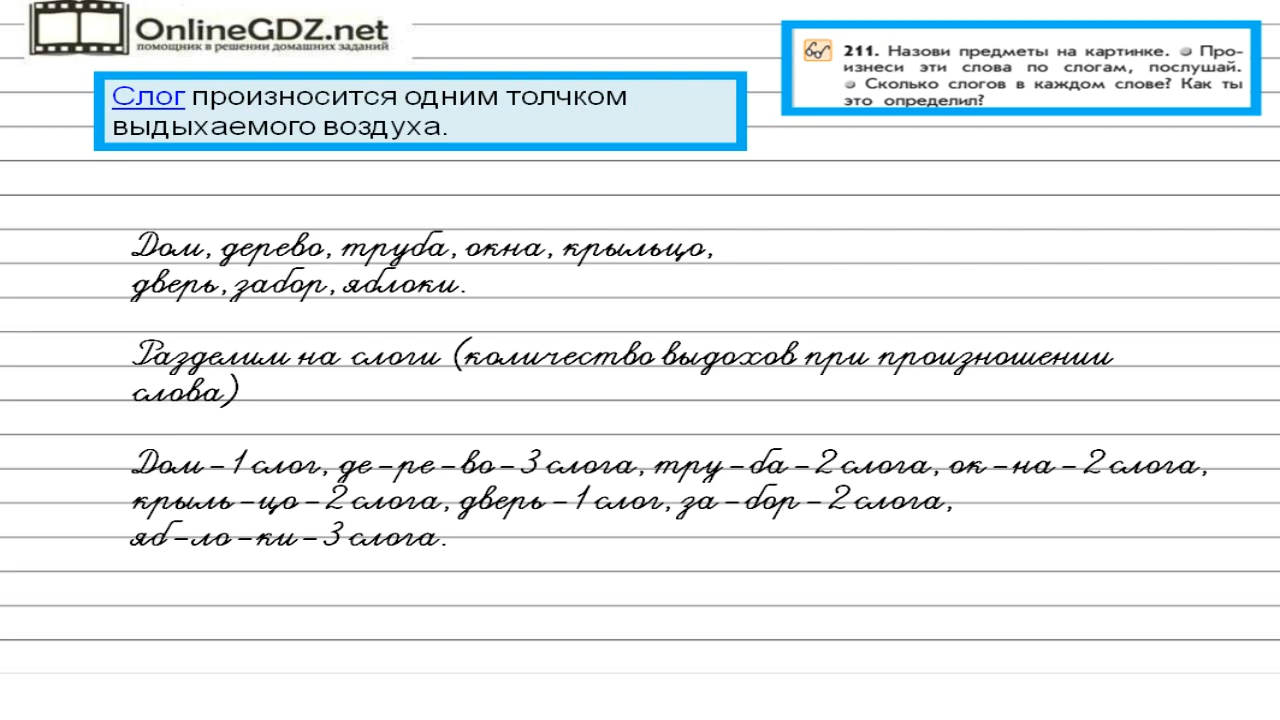 OnlineGDZ.net
помощник в решении домашних заданий
Слог произносится одним толчком
выдыхаемого воздуха.
211. Назови предметы на картинке. Про-
изнеси эти слова по слогам, послушай.
Сколько слогов в каждом слове? Как ты
это определил?
Дом, дерево, труба, окна, крыльцо,
дверь, забор, яблоки.
Разделим на слоги (количество выдохов при произношении
слова)
Дом – 1 слог, де – ре – во – 3 слога, тру – ба – 2 слога, ок – на – 2 слога,
крыль – цо – 2 слога, дверь – 1 слог, за – бор – 2 слога,
яб – ло – ки – 3 слога.